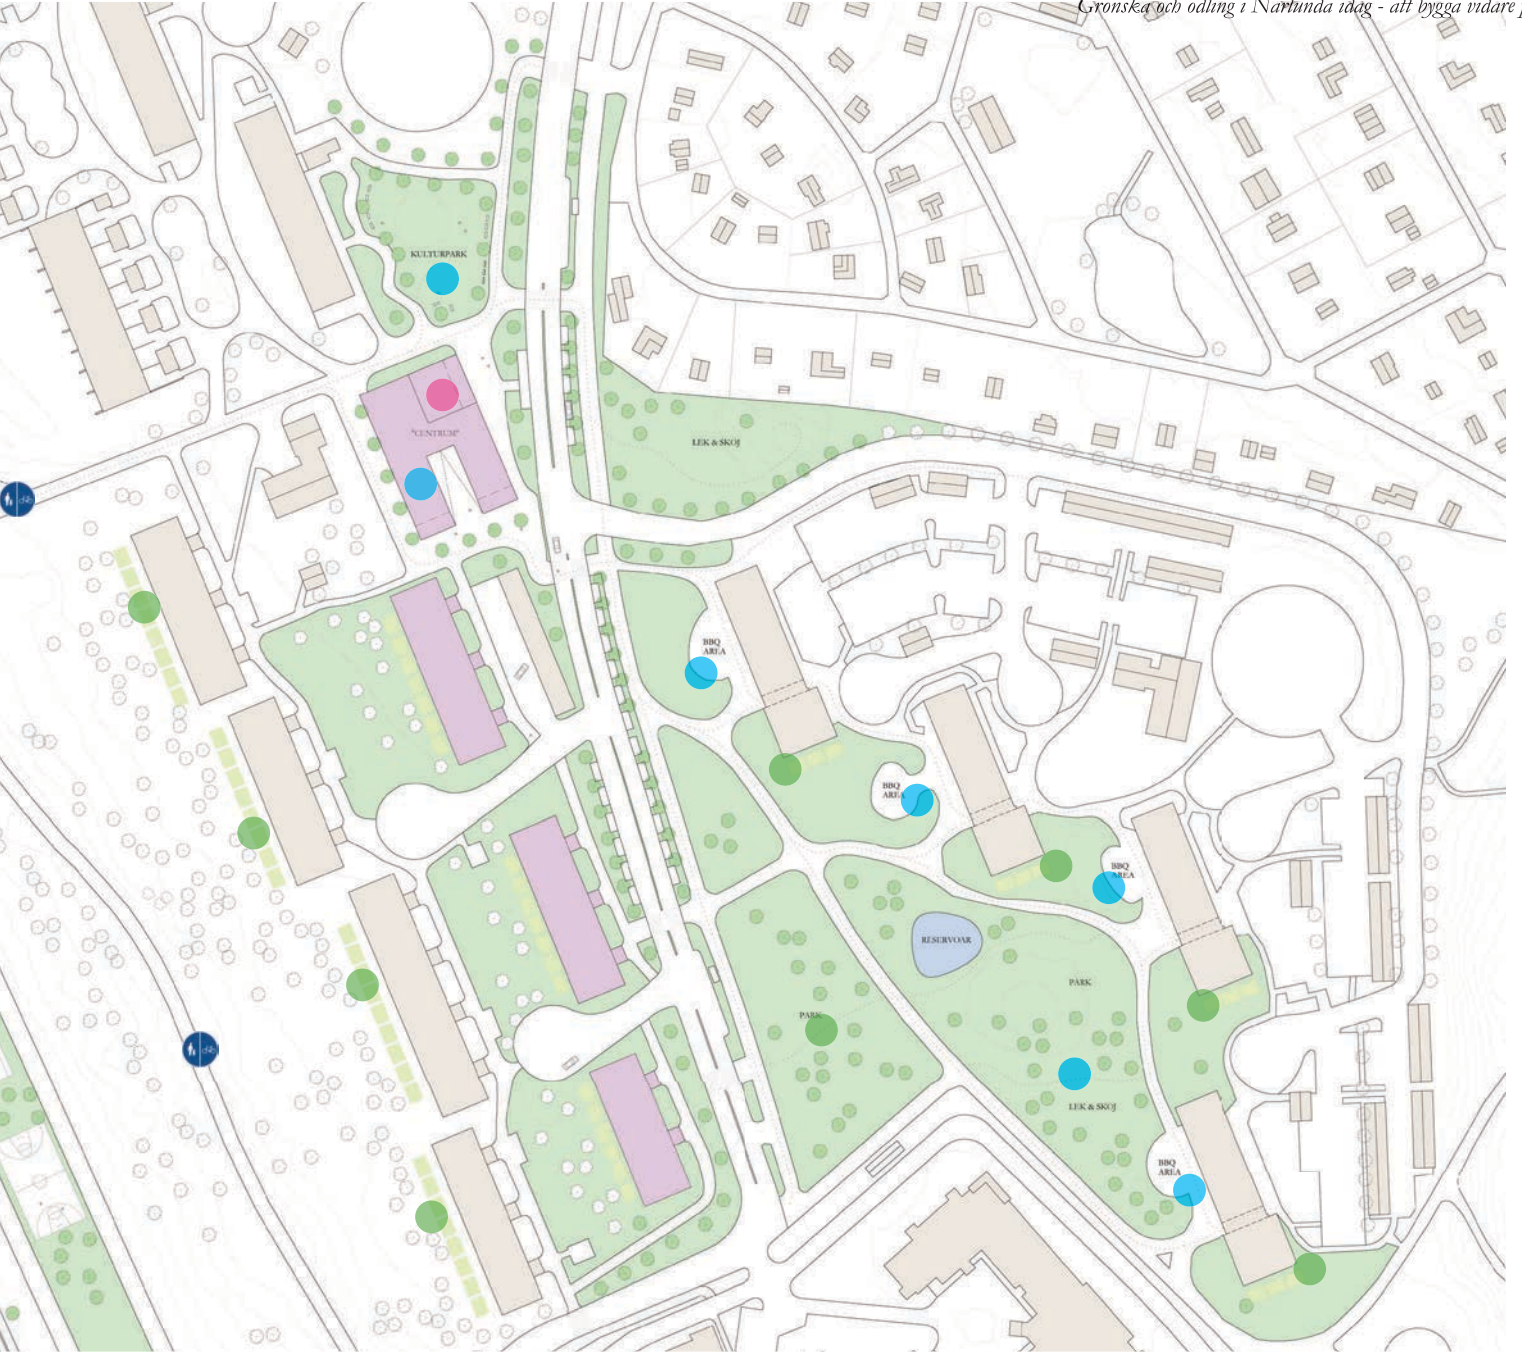 Grönska och odling i Närlunda idag - att bygga vidare
KULTURPARK
"CENTRUM"
LEK & SKOJ
BBQ
AREA
BBQ
AREA
BBQ
AREA
RESERVOAR
PARK
PARK
LEK & SKOJ
BBQ
AREA